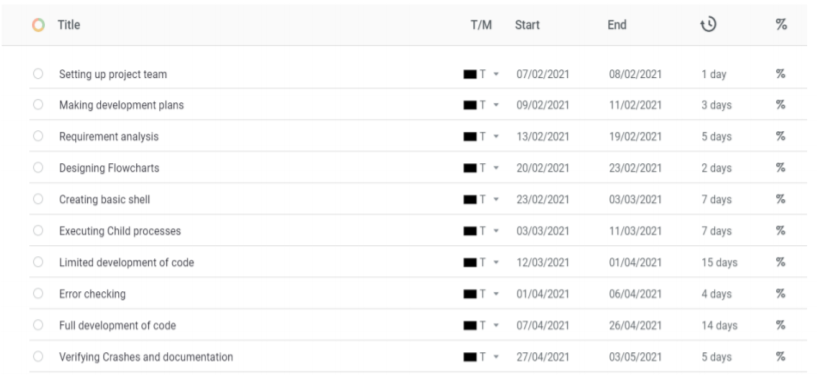 Title T/M Start End %
Setting up project team T 07/02/2021 08/02/2021 1 day %
Making development plans T 09/02/2021 11/02/2021 3 days %
Requirement analysis T 13/02/2021 19/02/2021 5 days %
Designing Flowcharts T 20/02/2021 23/02/2021 2 days %
Creating basic shell T 23/02/2021 03/03/2021 7 days %
Executing Child processes T 03/03/2021 11/03/2021 7 days %
Limited development of code T 12/03/2021 01/04/2021 15 days %
Error checking T 01/04/2021 06/04/2021 4 days %
Full development of code T 07/04/2021 26/04/2021 14 days %
Verifying Crashes and documentation T 27/04/2021 03/05/2021 5 days %